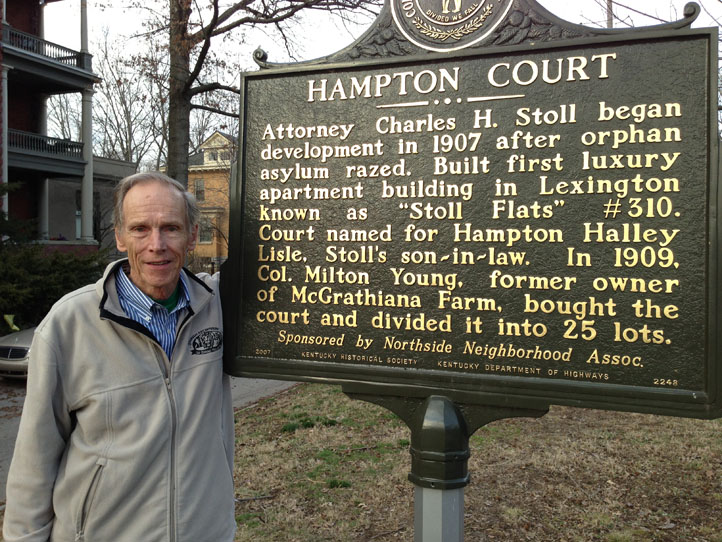 DIVIDED WE FALL
HAMPTON COURT
Attorney Charles H. Stoll began
development in 1907 after orphan
asylum razed. Built first luxury
apartment building in Lexington
known as "Stoll Flats" #310.
Court named for Hampton Halley
Lisle, Stoll's son-in-law. In 1909,
Col. Milton Young, former owner
of McGrathiana Farm, bought the
court and divided it into 25 lots.
Sponsored by Northside Neighborhood Assoc.
2007 KENTUCKY HISTORICAL SOCIETY KENTUCKY DEPARTMENT OF HIGHWAYS 2248